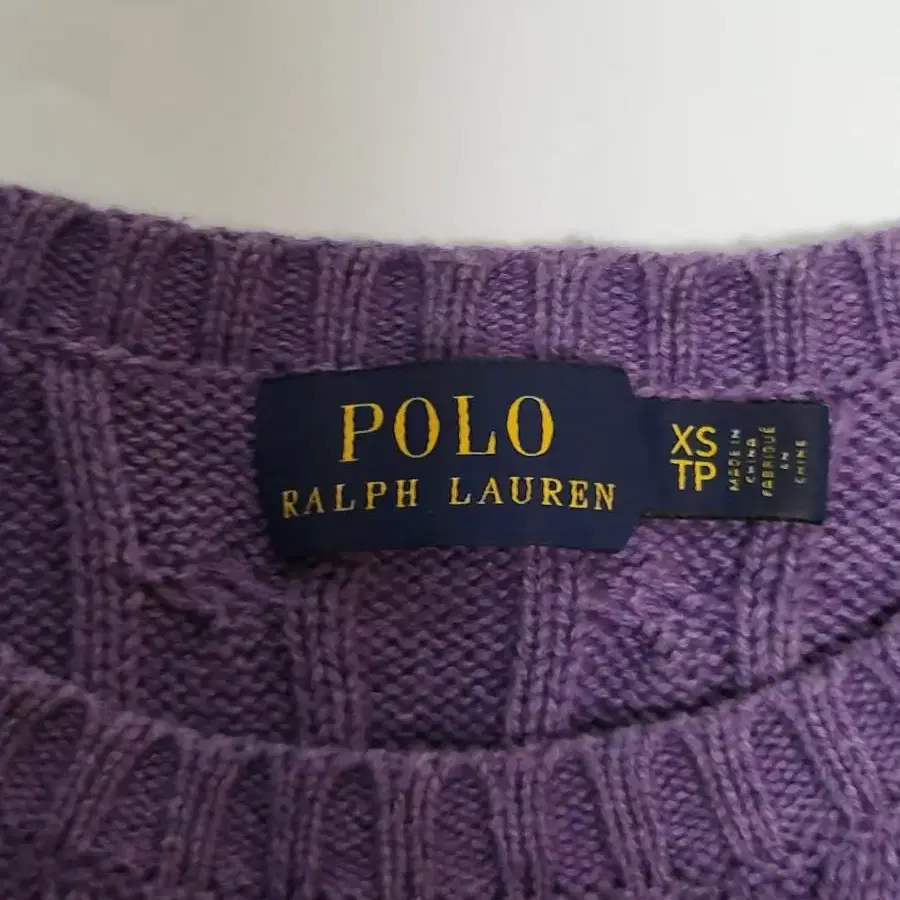 POLO
RALPH LAUREN
XS
TP
MADE IN
CHINA
FABRIQUÉ
EN
CHINE